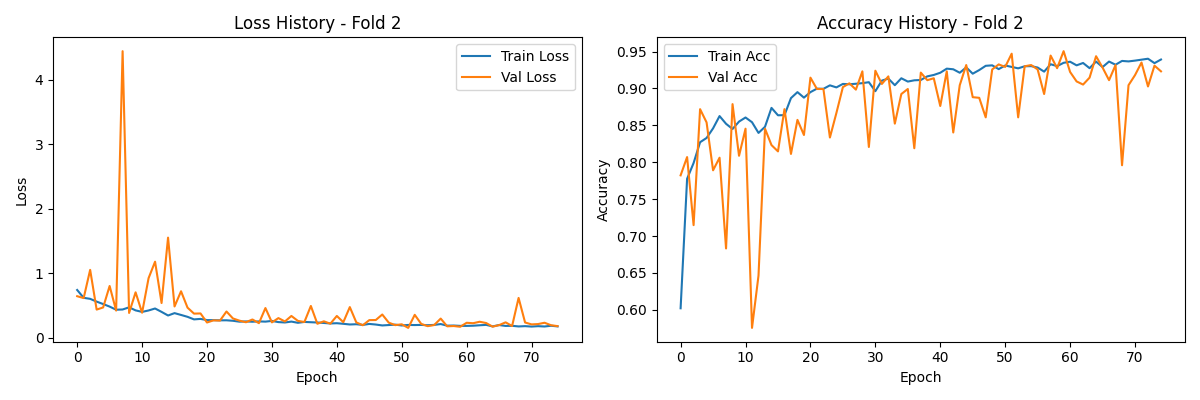 Loss History - Fold 2
Train Loss
Val Loss
Loss
4
3
2
1
0
0 10 20 30 40 50 60 70
Epoch
Accuracy History - Fold 2
Train Acc
Val Acc
Accuracy
0.95
0.90
0.85
0.80
0.75
0.70
0.65
0.60
0 10 20 30 40 50 60 70
Epoch